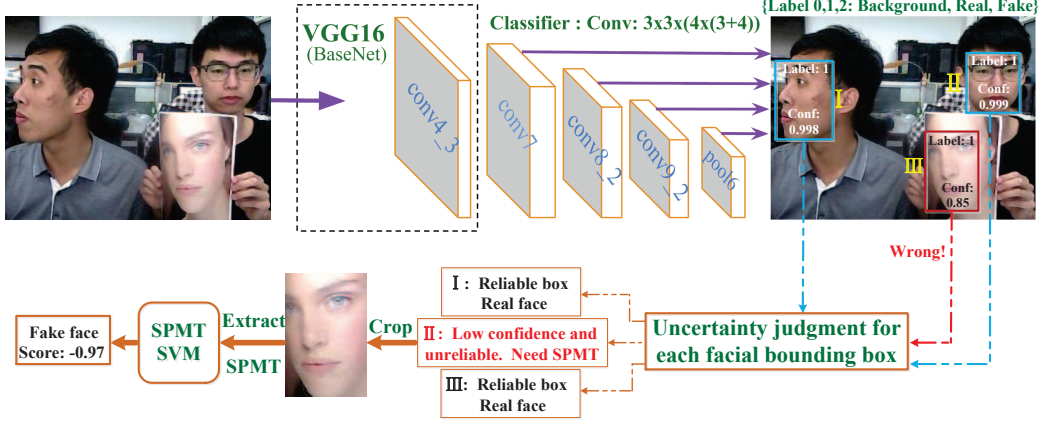 {Label 0,1,2: Background, Real, Fake}
Classifier : Conv: 3x3x(4x(3+4))
VGG16
(BaseNet)
conv4_3
conv7
conv8_2
conv9_2
pool6
Label: 1
I
Conf:
0.998
II
Label: 1
Conf:
0.999
Label: 1
III
Conf:
0.85
Wrong!
I : Reliable box
Real face
II: Low confidence and
unreliable. Need SPMT
III: Reliable box
Real face
Uncertainty judgment for
each facial bounding box
Crop
Extract
SPMT
SPMT
SVM
Fake face
Score: -0.97